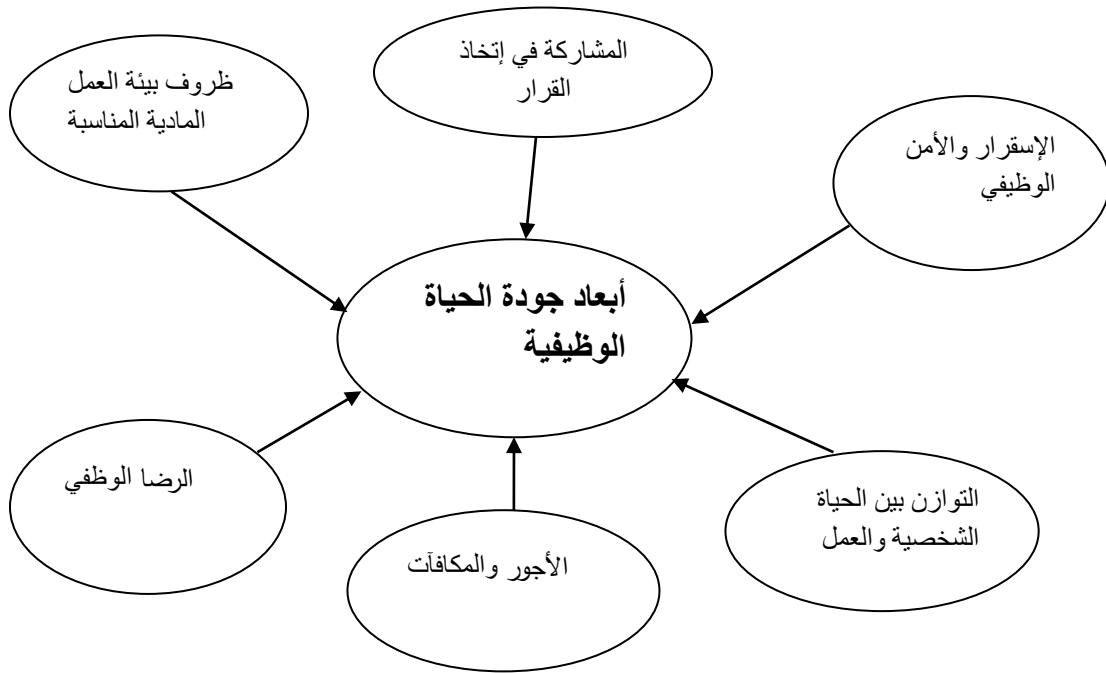 المشاركة في إتخاذ
القرار
ظروف بيئة العمل
المادية المناسبة
الإسقرار والأمن
الوظيفي
أبعاد جودة الحياة
الوظيفية
الرضا الوظفي
الأجور والمكافآت
التوازن بين الحياة
الشخصية والعمل